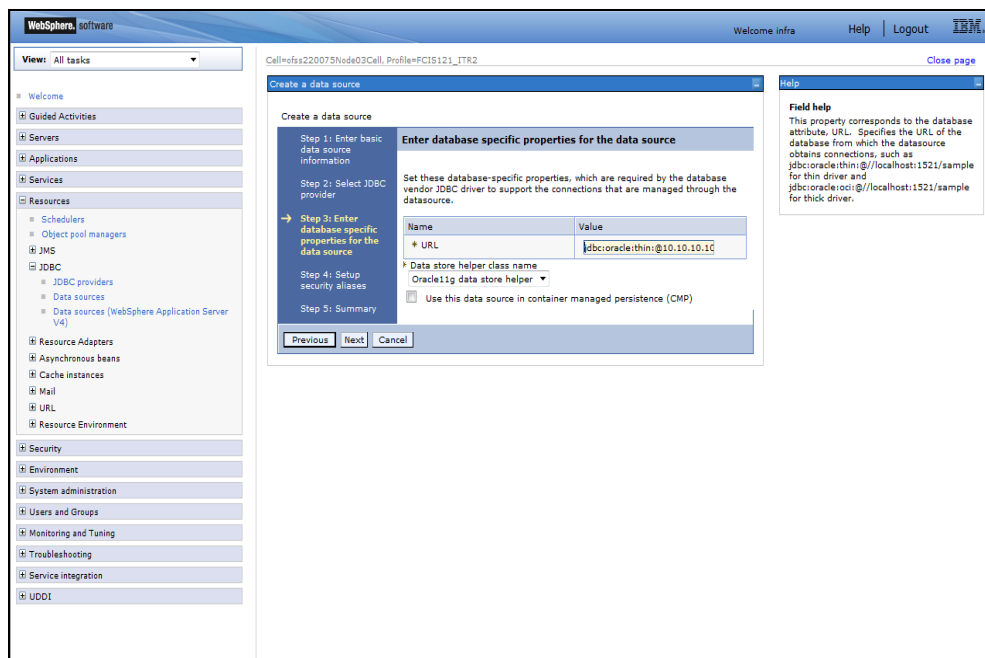 WebSphere. software
Welcome infra
Help
Logout
IBM.
View: All tasks
Cell=ofss220075Node03Cell, Profile=FCIS121_ITR2
Close page
Welcome
Guided Activities
Servers
Applications
Services
Resources
Schedulers
Object pool managers
JMS
JDBC
JDBC providers
Data sources
Data sources (WebSphere Application Server
V4)
Resource Adapters
Asynchronous beans
Cache instances
Mail
URL
Resource Environment
Security
Environment
System administration
Users and Groups
Monitoring and Tuning
Troubleshooting
Service integration
UDDI
Create a data source
Create a data source
Step 1: Enter basic
data source
information
Step 2: Select JDBC
provider
Step 3: Enter
database specific
properties for the
data source
Step 4: Setup
security aliases
Step 5: Summary
Enter database specific properties for the data source
Set these database-specific properties, which are required by the database
vendor JDBC driver to support the connections that are managed through the
datasource.
Name
Value
* URL
jdbc:oracle:thin:@10.10.10.10
Data store helper class name
Oracle11g data store helper
Use this data source in container managed persistence (CMP)
Previous
Next
Cancel
Help
Field help
This property corresponds to the database
attribute, URL. Specifies the URL of the
database from which the datasource
obtains connections, such as
jdbc:oracle:thin:@//localhost:1521/sample
for thin driver and
jdbc:oracle:oci:@//localhost:1521/sample
for thick driver.